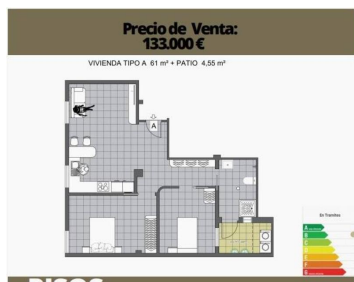 Precio de Venta:
133.000 €
VIVIENDA TIPO A 61 m² + PATIO 4,55 m²
A
En Trámites
A
B
C
E
F
G
PISOS